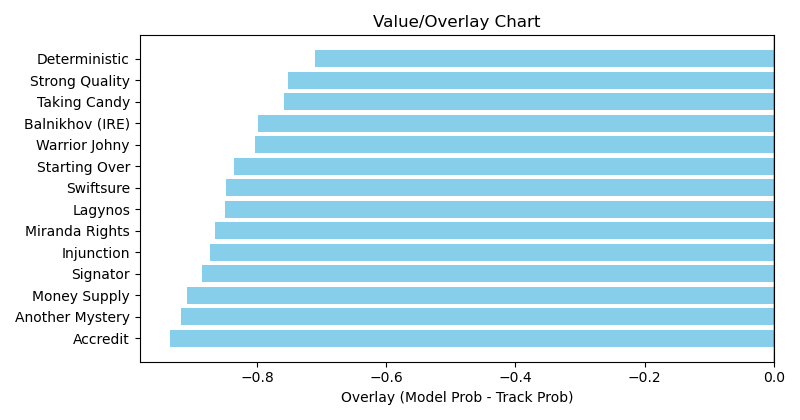 Value/Overlay Chart
Deterministic
Strong Quality
Taking Candy
Balnikhov (IRE)
Warrior Johny
Starting Over
Swiftsure
Lagynos
Miranda Rights
Injunction
Signator
Money Supply
Another Mystery
Accredit
−0.8 −0.6 −0.4 −0.2 0.0
Overlay (Model Prob - Track Prob)